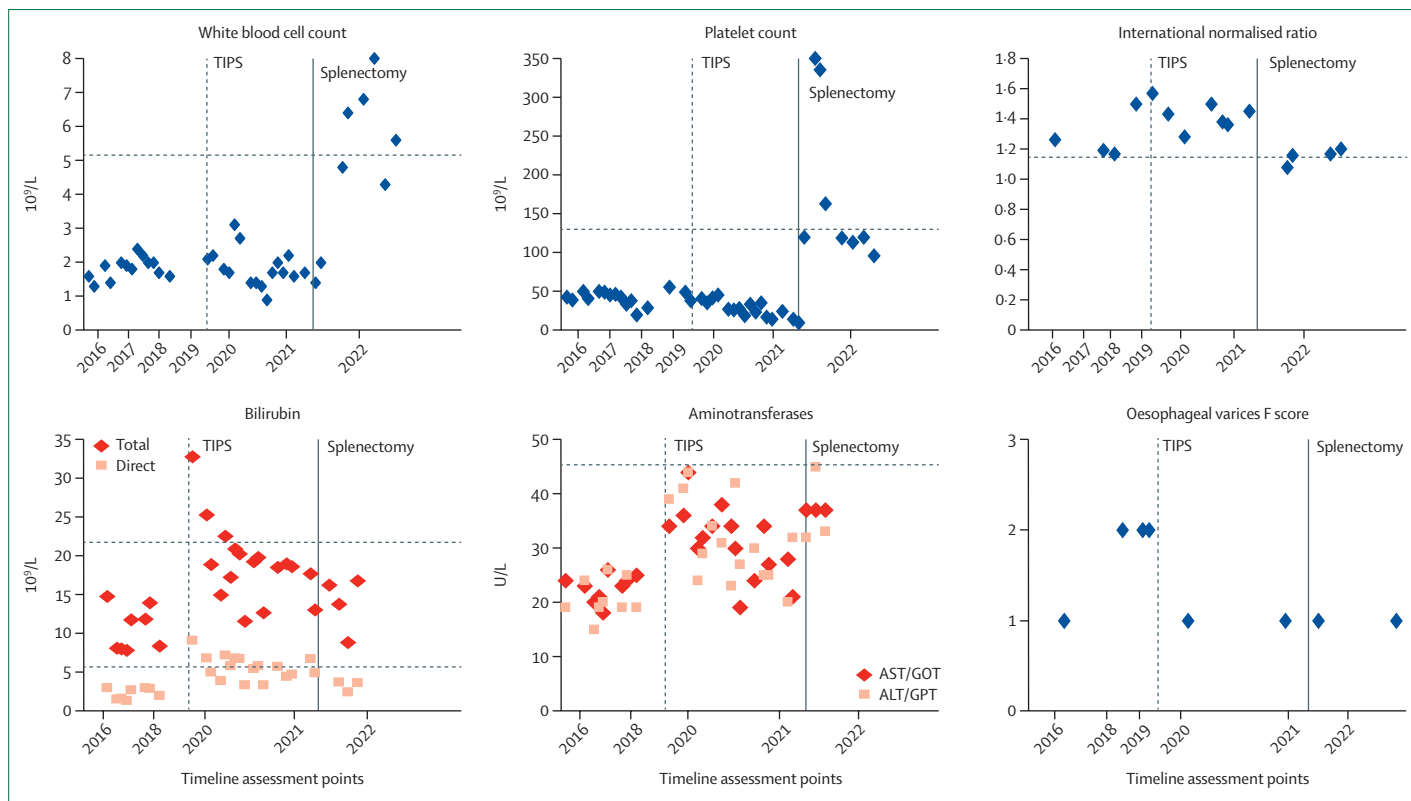 White blood cell count
8
7
6
5
4
3
2
1
0
10⁹/L
TIPS
Splenectomy
2016
2017
2018
2019
2020
2021
2022
Platelet count
350
300
250
200
150
100
50
0
10⁹/L
TIPS
Splenectomy
2016
2017
2018
2019
2020
2021
2022
International normalised ratio
1·8
1·6
1·4
1·2
1·0
0·8
0·6
0·4
0·2
0
TIPS
Splenectomy
2016
2017
2018
2019
2020
2021
2022
Bilirubin
35
30
25
20
15
10
5
0
10⁹/L
Total
Direct
TIPS
Splenectomy
2016
2018
2020
2021
2022
Timeline assessment points
Aminotransferases
50
40
30
20
10
0
U/L
TIPS
Splenectomy
AST/GOT
ALT/GPT
2016
2018
2020
2021
2022
Timeline assessment points
Oesophageal varices F score
3
2
1
0
TIPS
Splenectomy
2016
2018
2019
2020
2021
2022
Timeline assessment points